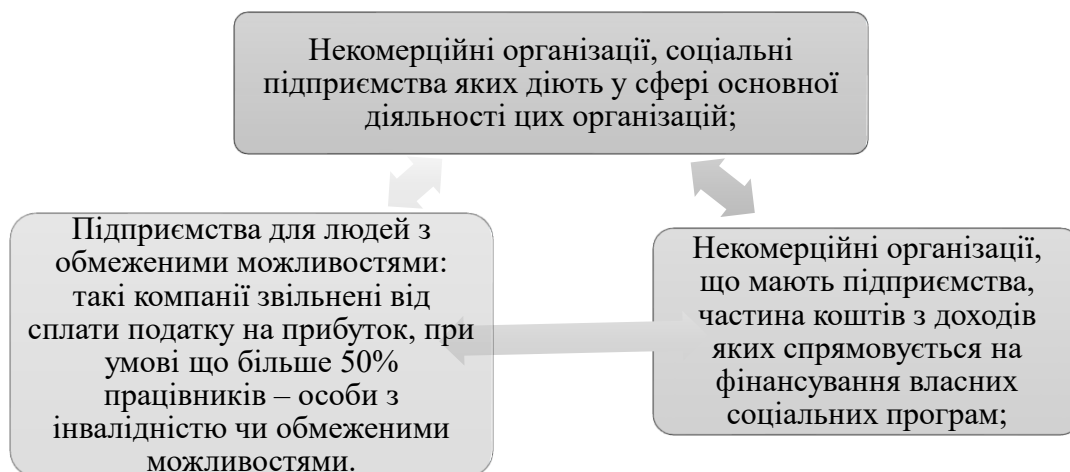 Некомерційні організації, соціальні
підприємства яких діють у сфері основної
діяльності цих організацій;
Підприємства для людей з
обмеженими можливостями:
такі компанії звільнені від
сплати податку на прибуток, при
умові що більше 50%
працівників – особи з
інвалідністю чи обмеженими
можливостями.
Некомерційні організації,
що мають підприємства,
частина коштів з доходів
яких спрямовується на
фінансування власних
соціальних програм;